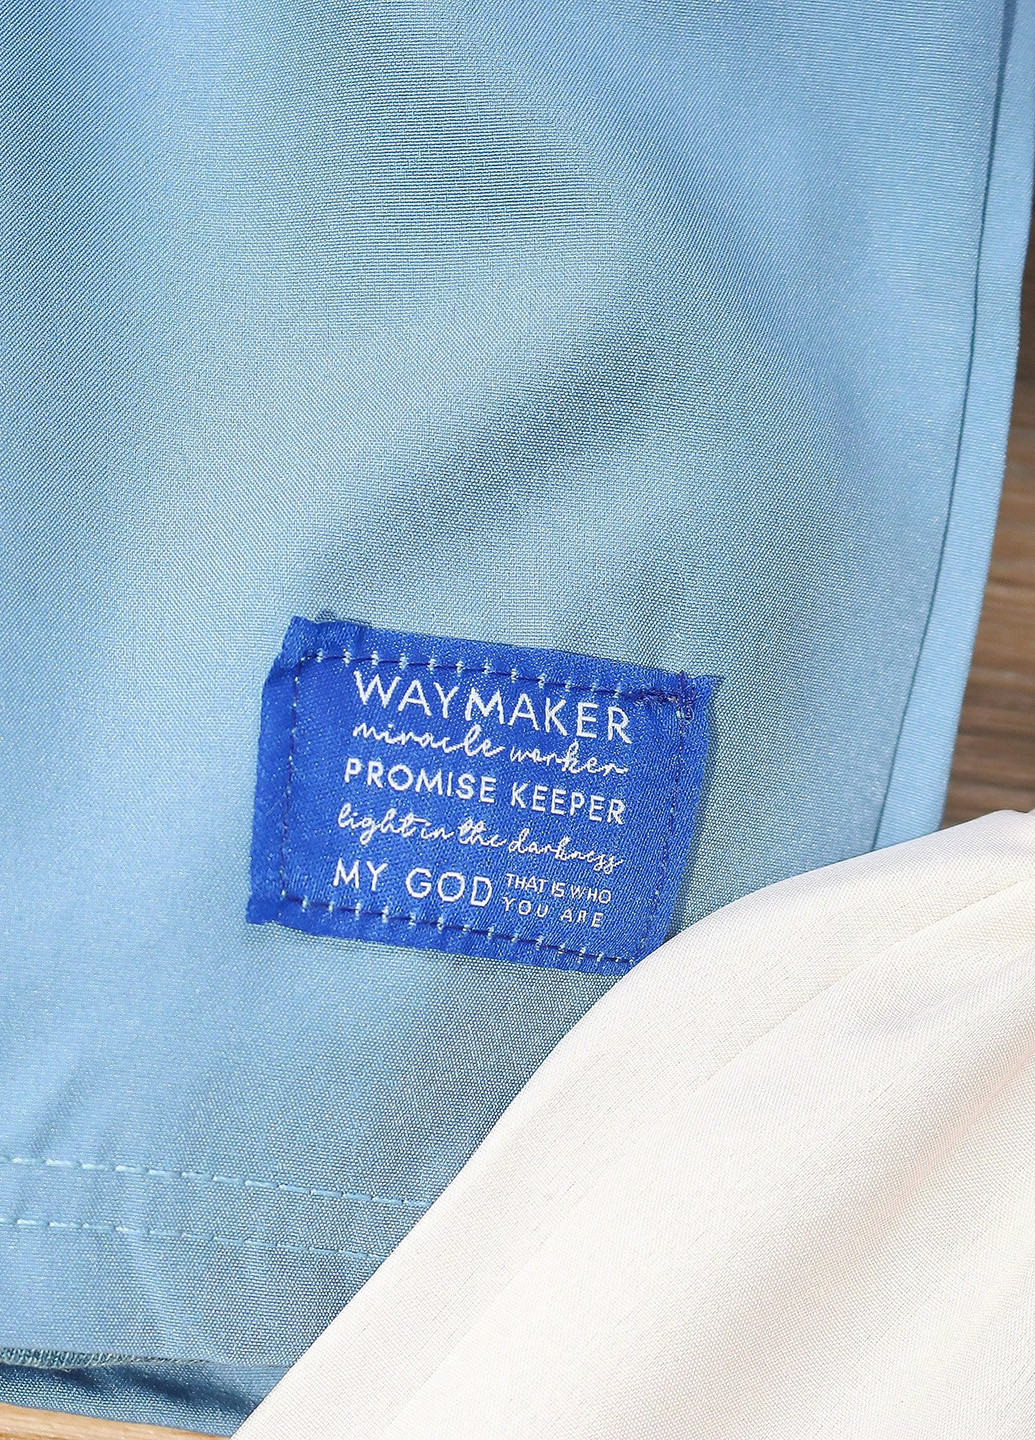 WAYMAKER
miracle worker
PROMISE KEEPER
light in the darkness
MY GOD THAT IS WHO
YOU ARE